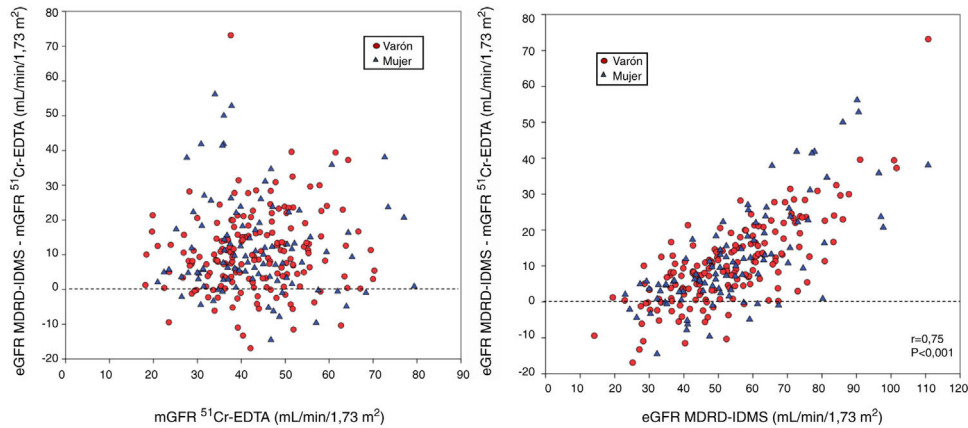 eGFR MDRD-IDMS - mGFR ⁵¹Cr-EDTA (mL/min/1,73 m²)
80
70
60
50
40
30
20
10
0
-10
-20
Varón
Mujer
0 10 20 30 40 50 60 70 80 90
mGFR ⁵¹Cr-EDTA (mL/min/1,73 m²)
eGFR MDRD-IDMS - mGFR ⁵¹Cr-EDTA (mL/min/1,73 m²)
80
70
60
50
40
30
20
10
0
-10
-20
Varón
Mujer
r=0,75
P<0,001
0 10 20 30 40 50 60 70 80 90 100 110 120
eGFR MDRD-IDMS (mL/min/1,73 m²)